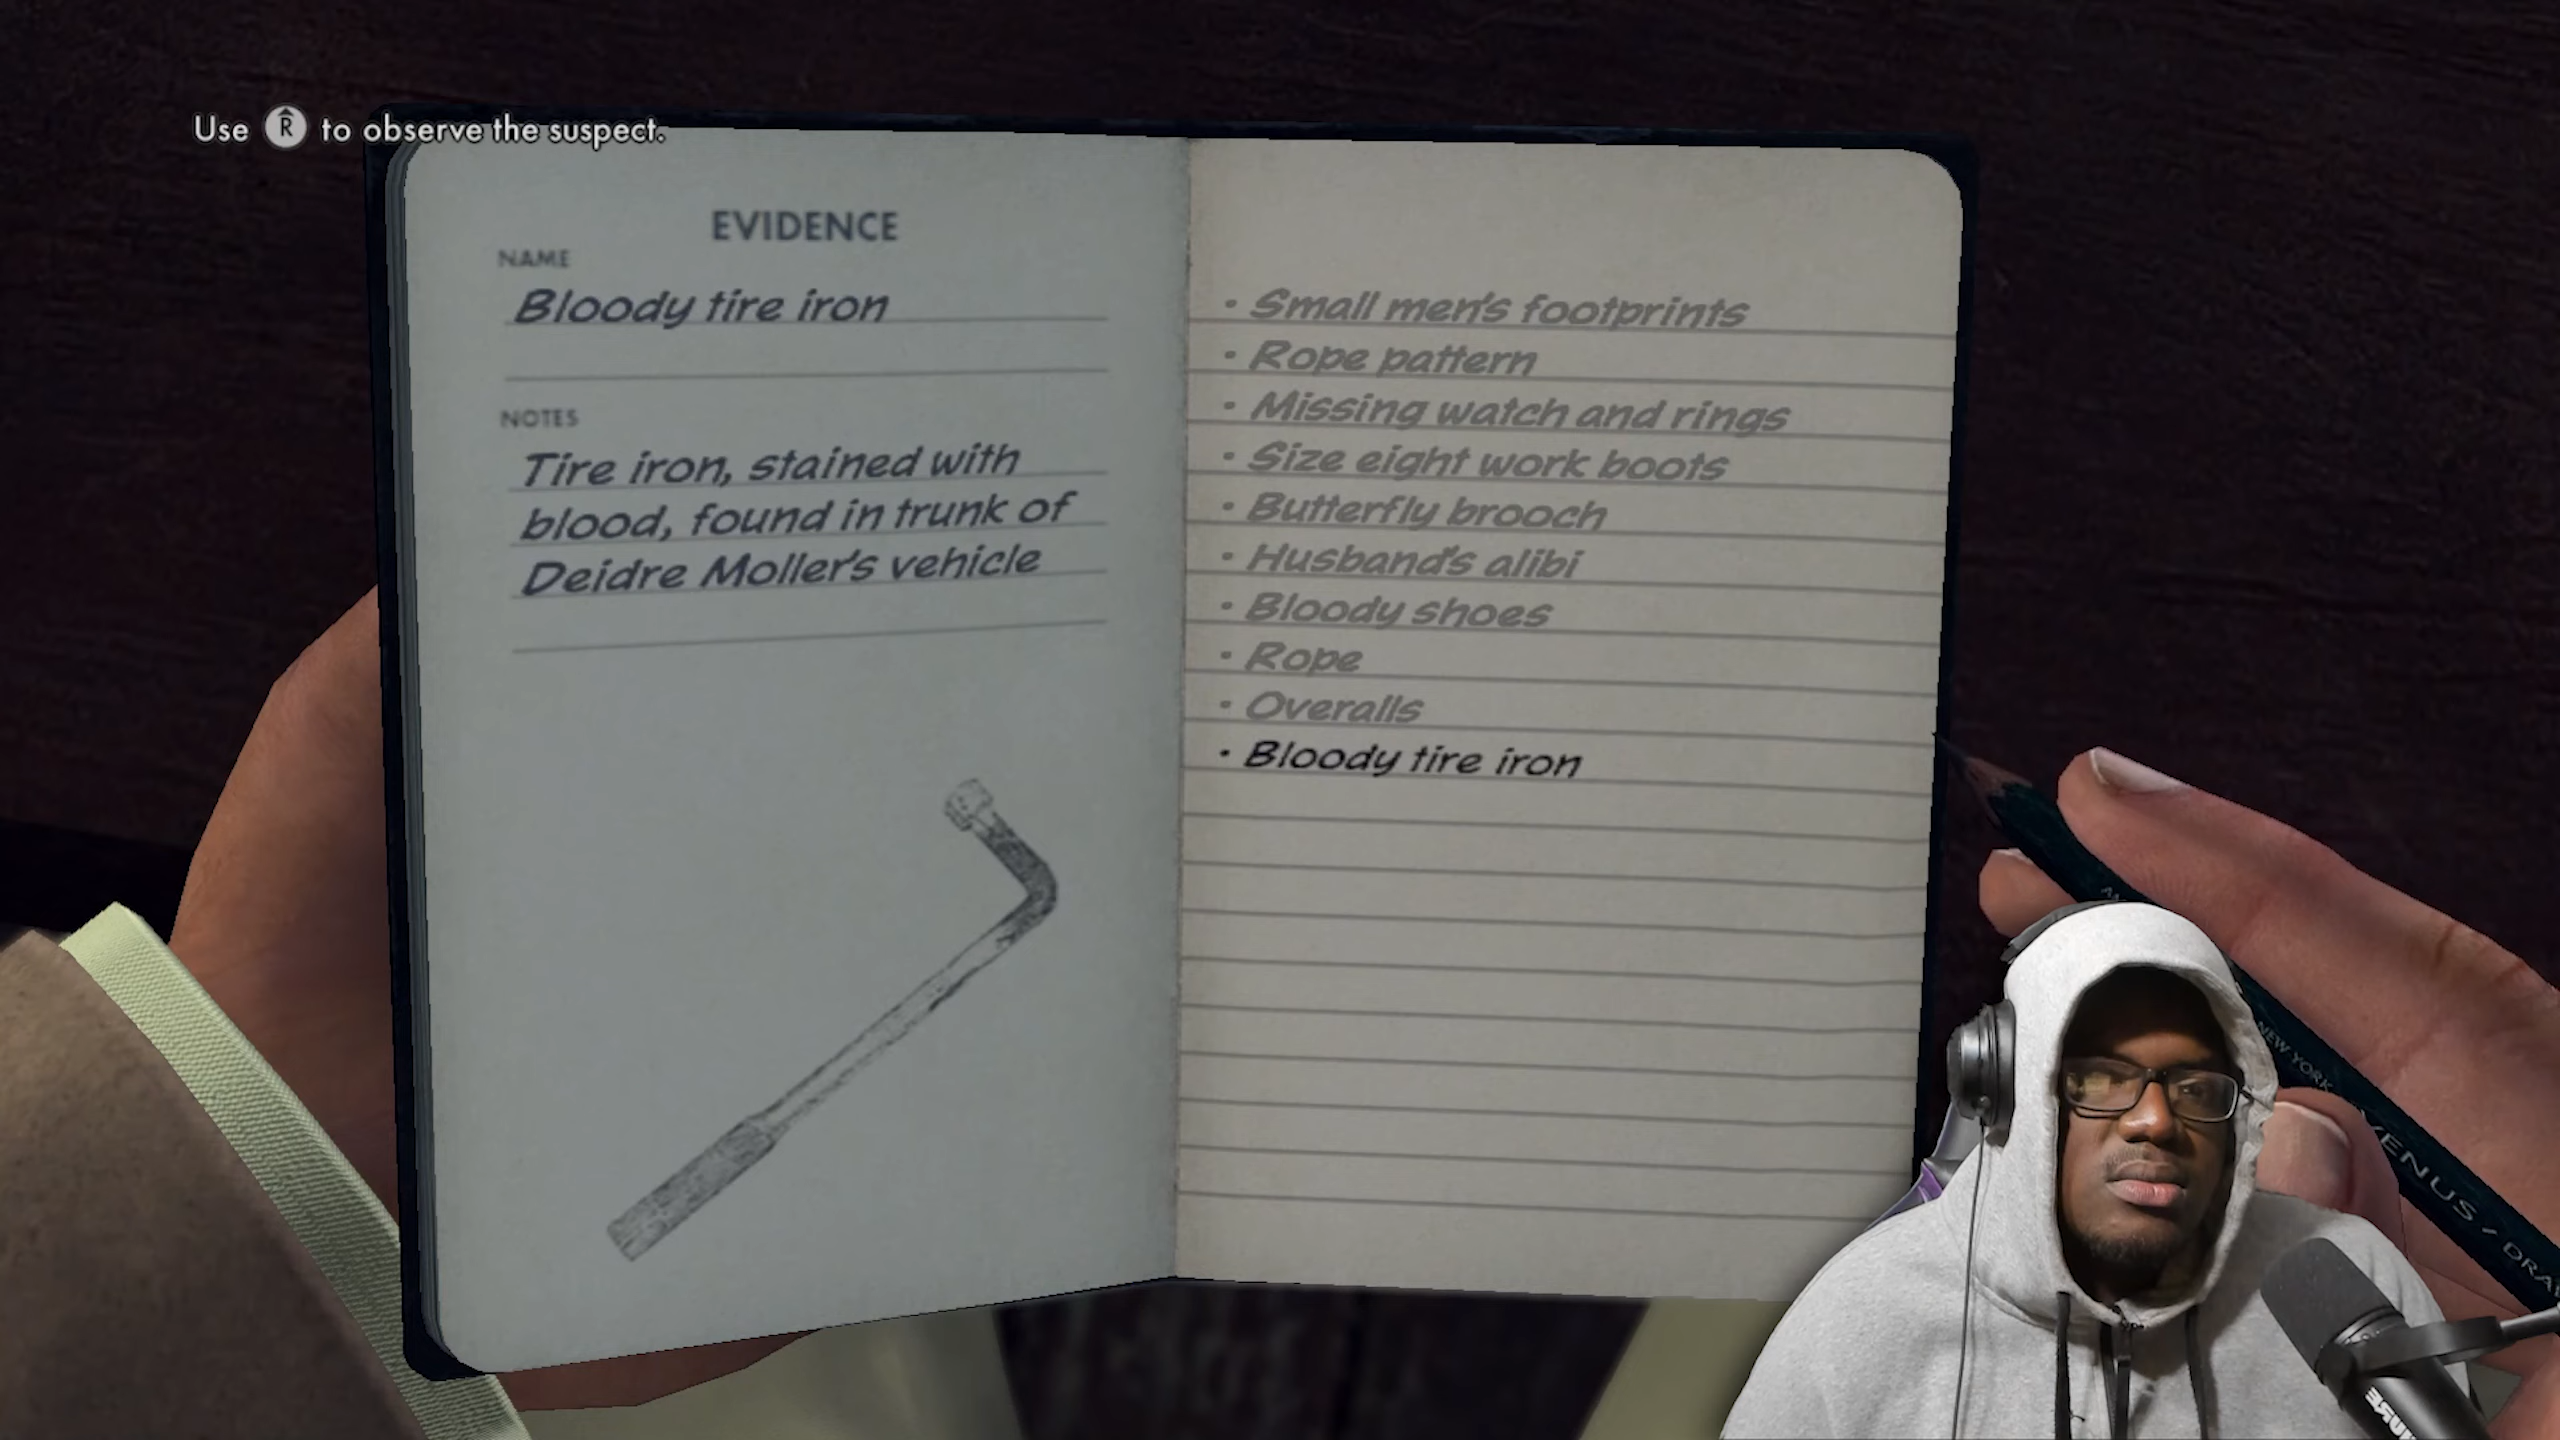 Use R to observe the suspect.
EVIDENCE
NAME
Bloody tire iron
NOTES
Tire iron, stained with
blood, found in trunk of
Deidre Moller's vehicle
• Small men's footprints
• Rope pattern
• Missing watch and rings
• Size eight work boots
• Butterfly brooch
• Husband's alibi
• Bloody shoes
• Rope
• Overalls
• Bloody tire iron
NEW YORK
VENUS / DRA